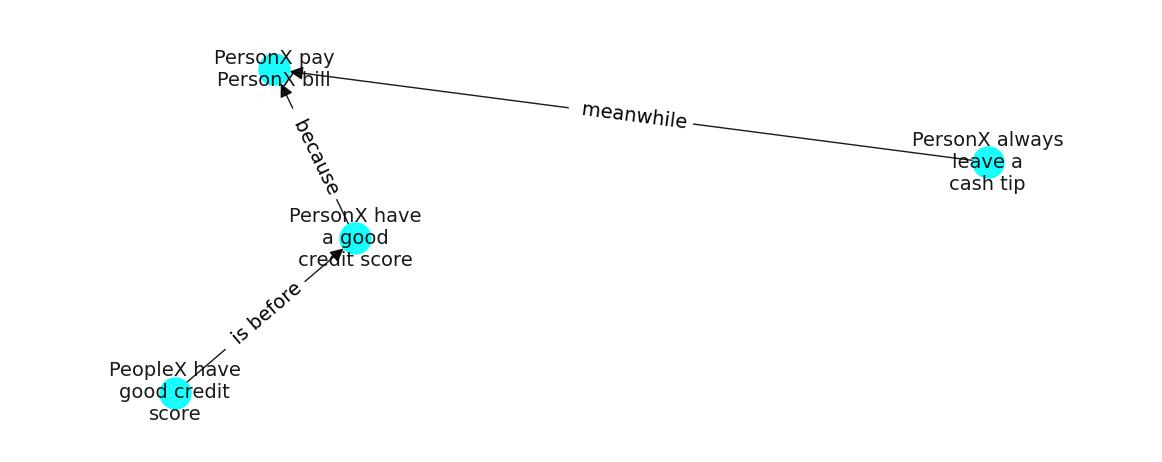 PersonX pay
PersonX bill
meanwhile
PersonX always
leave a
cash tip
because
PersonX have
a good
credit score
is before
PeopleX have
good credit
score